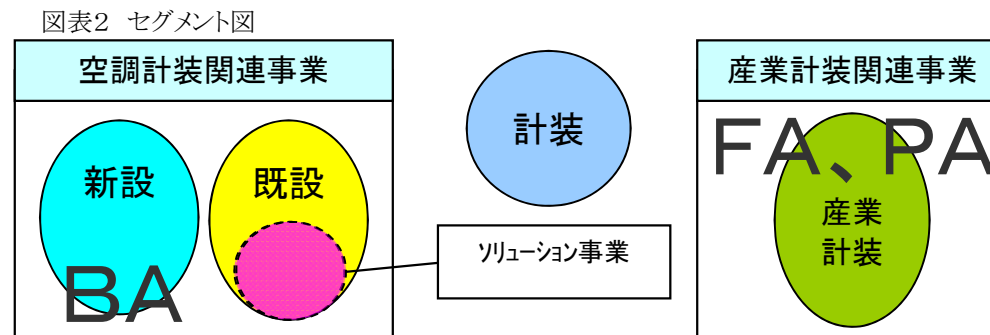 図表2 セグメント図
空調計装関連事業
産業計装関連事業
計装
新設
既設
BA
ソリューション事業
FA、PA
産業
計装